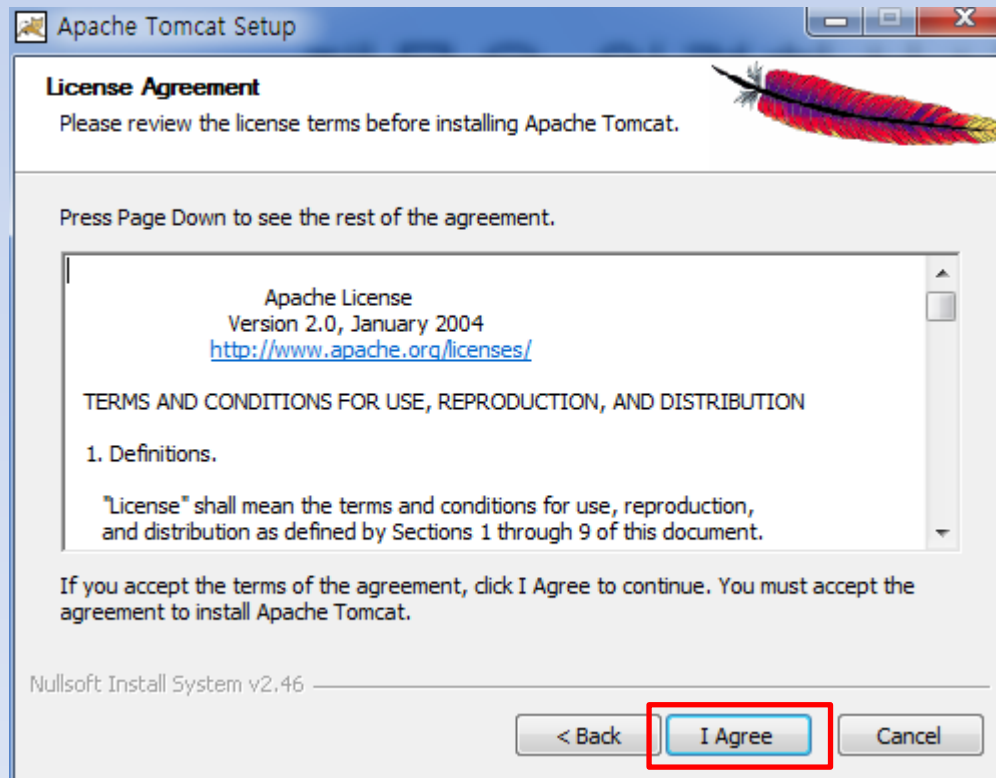 Apache Tomcat Setup
License Agreement
Please review the license terms before installing Apache Tomcat.
Press Page Down to see the rest of the agreement.
Apache License
Version 2.0, January 2004
http://www.apache.org/licenses/
TERMS AND CONDITIONS FOR USE, REPRODUCTION, AND DISTRIBUTION
1. Definitions.
"License" shall mean the terms and conditions for use, reproduction,
and distribution as defined by Sections 1 through 9 of this document.
If you accept the terms of the agreement, click I Agree to continue. You must accept the
agreement to install Apache Tomcat.
Nullsoft Install System v2.46
< Back I Agree Cancel